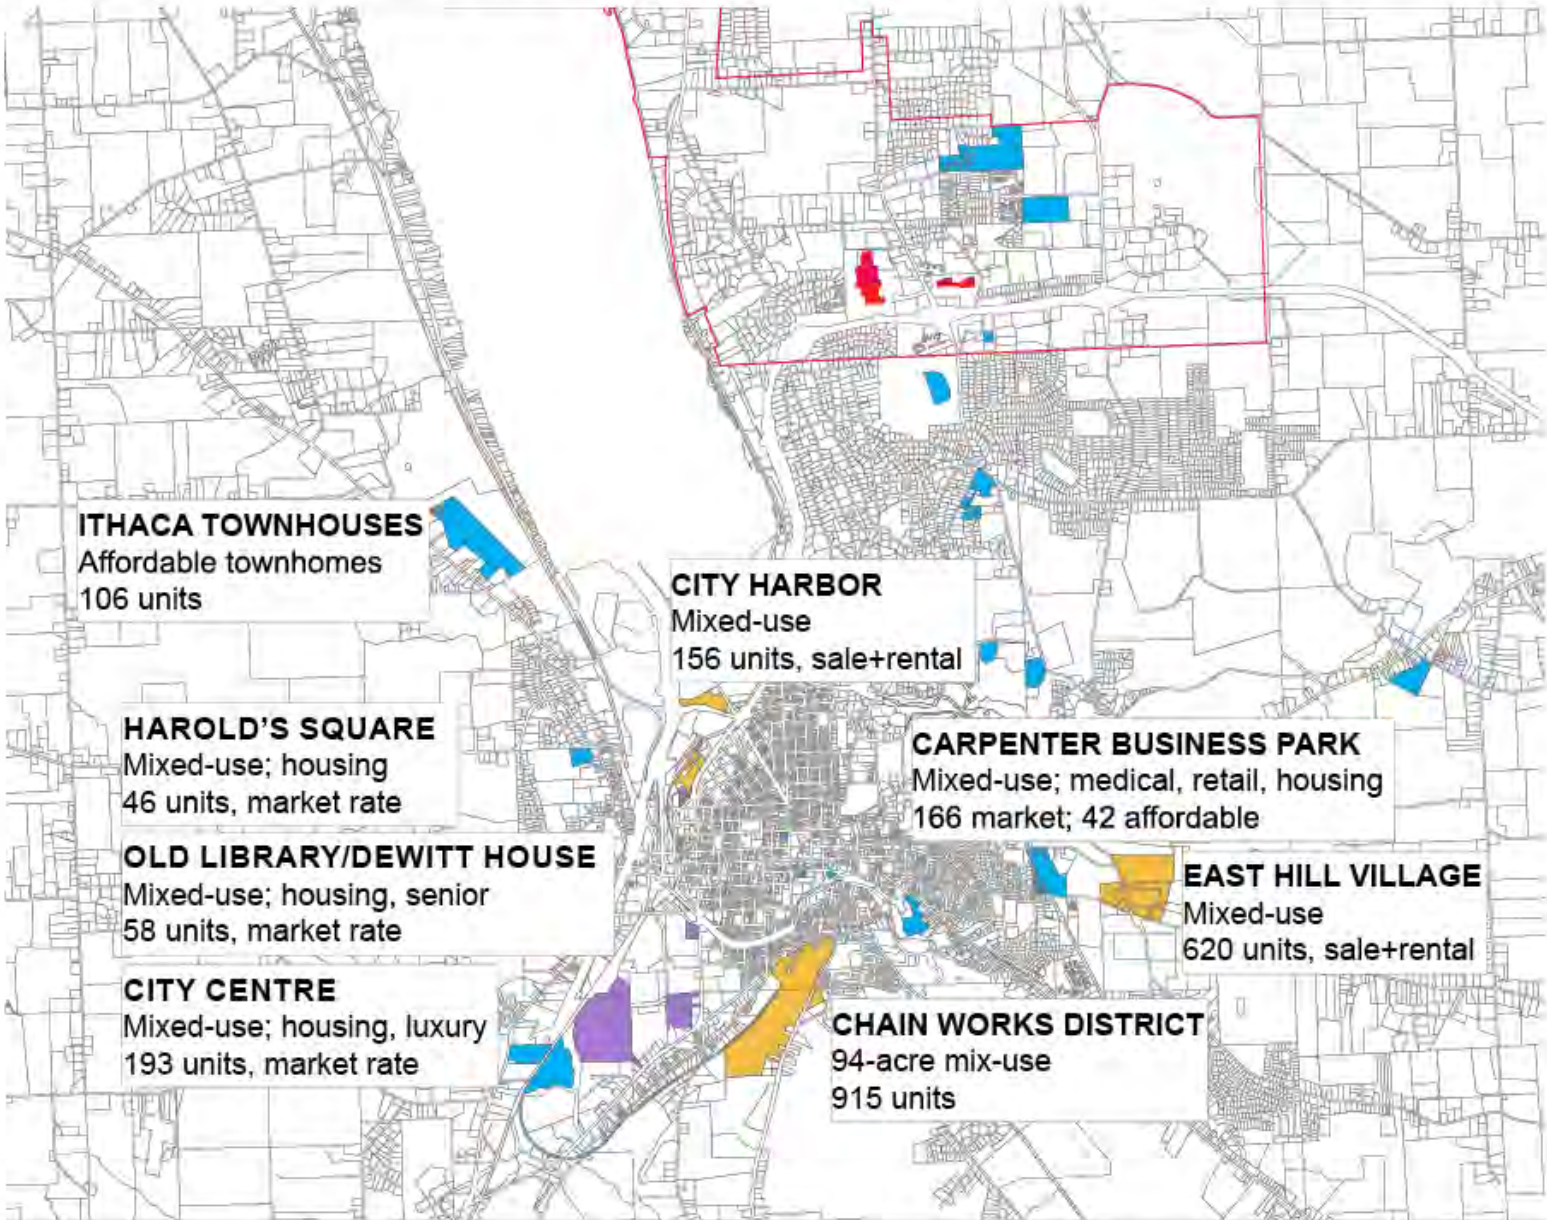 ITHACA TOWNHOUSES
Affordable townhomes
106 units
CITY HARBOR
Mixed-use
156 units, sale+rental
HAROLD'S SQUARE
Mixed-use; housing
46 units, market rate
CARPENTER BUSINESS PARK
Mixed-use; medical, retail, housing
166 market; 42 affordable
OLD LIBRARY/DEWITT HOUSE
Mixed-use; housing, senior
58 units, market rate
EAST HILL VILLAGE
Mixed-use
620 units, sale+rental
CITY CENTRE
Mixed-use; housing, luxury
193 units, market rate
CHAIN WORKS DISTRICT
94-acre mix-use
915 units